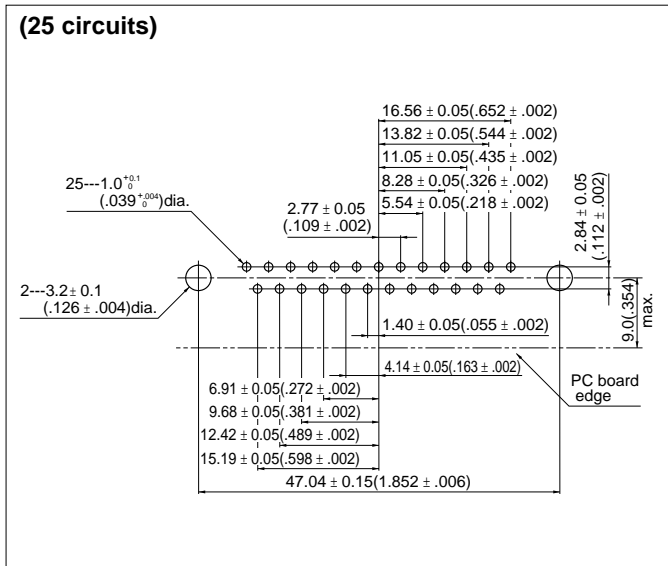 (25 circuits)
16.56 ± 0.05(.652 ± .002)
13.82 ± 0.05(.544 ± .002)
11.05 ± 0.05(.435 ± .002)
8.28 ± 0.05(.326 ± .002)
5.54 ± 0.05(.218 ± .002)
25---1.0 +0.1 0
(.039 +.004 0)dia.
2.77 ± 0.05
(.109 ± .002)
2.84 ± 0.05
(.112 ± .002)
2---3.2 ± 0.1
(.126 ± .004)dia.
9.0(.354)
max.
1.40 ± 0.05(.055 ± .002)
4.14 ± 0.05(.163 ± .002)
PC board
edge
6.91 ± 0.05(.272 ± .002)
9.68 ± 0.05(.381 ± .002)
12.42 ± 0.05(.489 ± .002)
15.19 ± 0.05(.598 ± .002)
47.04 ± 0.15(1.852 ± .006)